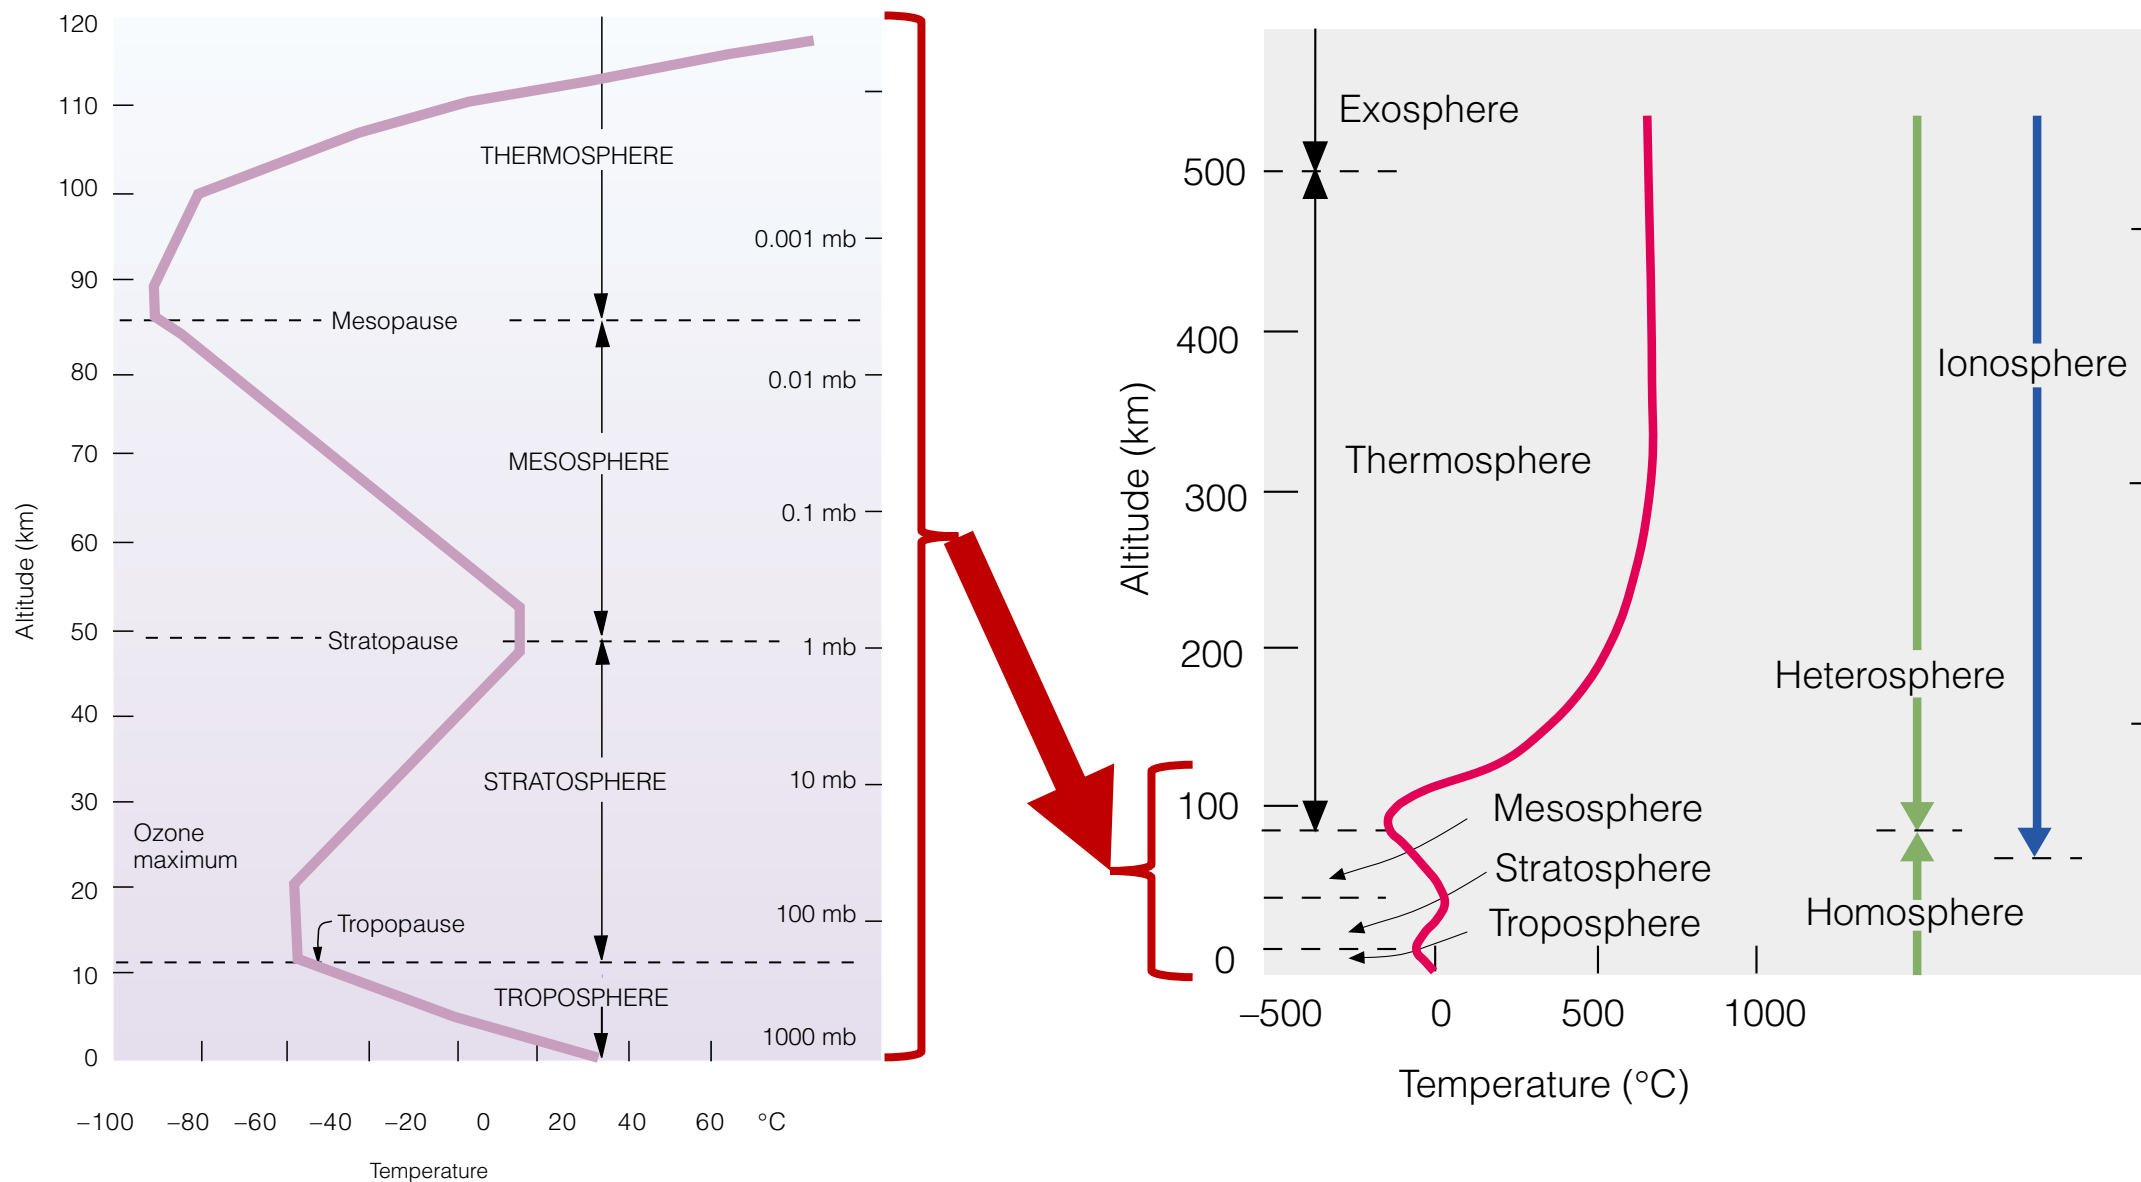 120
110
100
90
80
70
60
50
40
30
20
10
0
Altitude (km)
THERMOSPHERE
0.001 mb
Mesopause
0.01 mb
MESOSPHERE
0.1 mb
Stratopause
1 mb
STRATOSPHERE
10 mb
Ozone
maximum
100 mb
Tropopause
TROPOSPHERE
1000 mb
–100 –80 –60 –40 –20 0 20 40 60 °C
Temperature
Exosphere
500
400
300
200
100
0
Altitude (km)
Ionosphere
Thermosphere
Heterosphere
Mesosphere
Stratosphere
Troposphere
Homosphere
–500 0 500 1000
Temperature (°C)